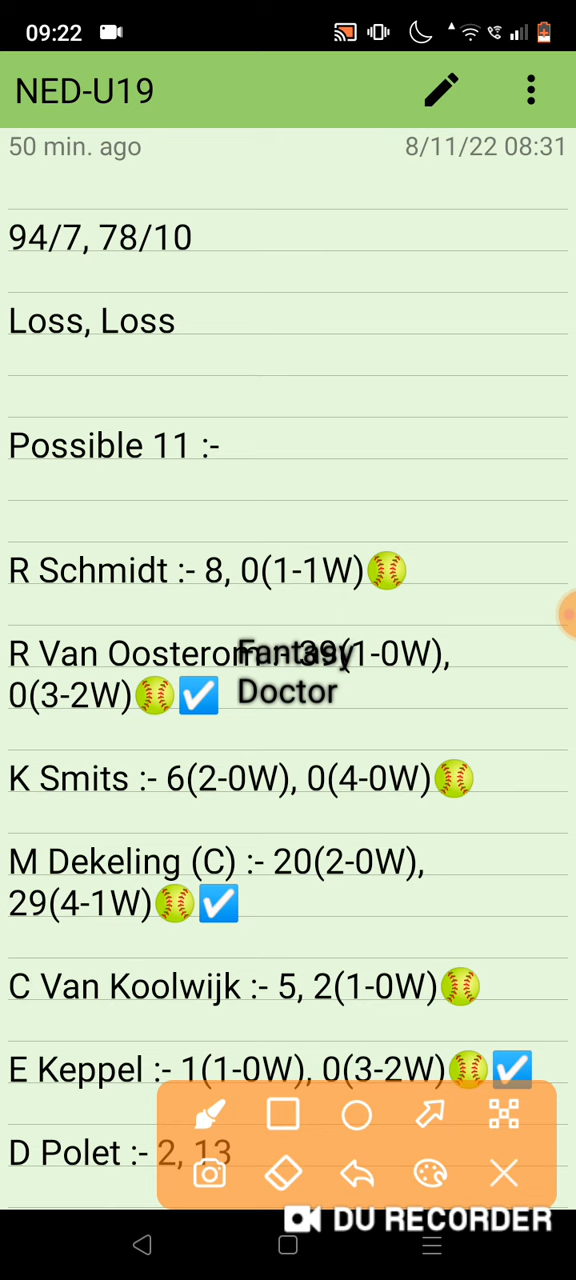 09:22
NED-U19
50 min. ago 8/11/22 08:31
94/7, 78/10
Loss, Loss
Possible 11 :-
R Schmidt :- 8, 0(1-1W)🥎
R Van Oosterom :- 39(1-0W),
0(3-2W)🥎☑️
Fantasy
Doctor
K Smits :- 6(2-0W), 0(4-0W)🥎
M Dekeling (C) :- 20(2-0W),
29(4-1W)🥎☑️
C Van Koolwijk :- 5, 2(1-0W)🥎
E Keppel :- 1(1-0W), 0(3-2W)🥎☑️
D Polet :- 2, 13
DU RECORDER